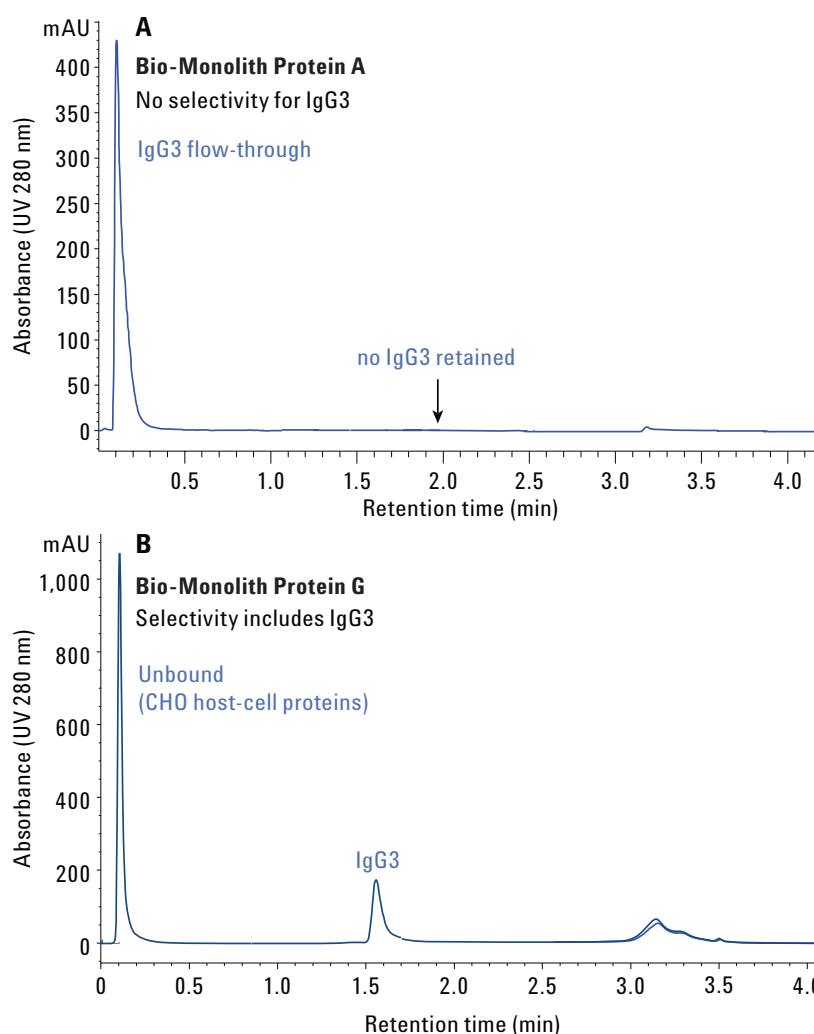 mAU
A
Bio-Monolith Protein A
No selectivity for IgG3
IgG3 flow-through
400
350
300
250
200
150
100
50
0
Absorbance (UV 280 nm)
no IgG3 retained
0.5 1.0 1.5 2.0 2.5 3.0 3.5 4.0
Retention time (min)
mAU
B
Bio-Monolith Protein G
Selectivity includes IgG3
Unbound
(CHO host-cell proteins)
1,000
800
600
400
200
0
Absorbance (UV 280 nm)
IgG3
0 0.5 1.0 1.5 2.0 2.5 3.0 3.5 4.0
Retention time (min)